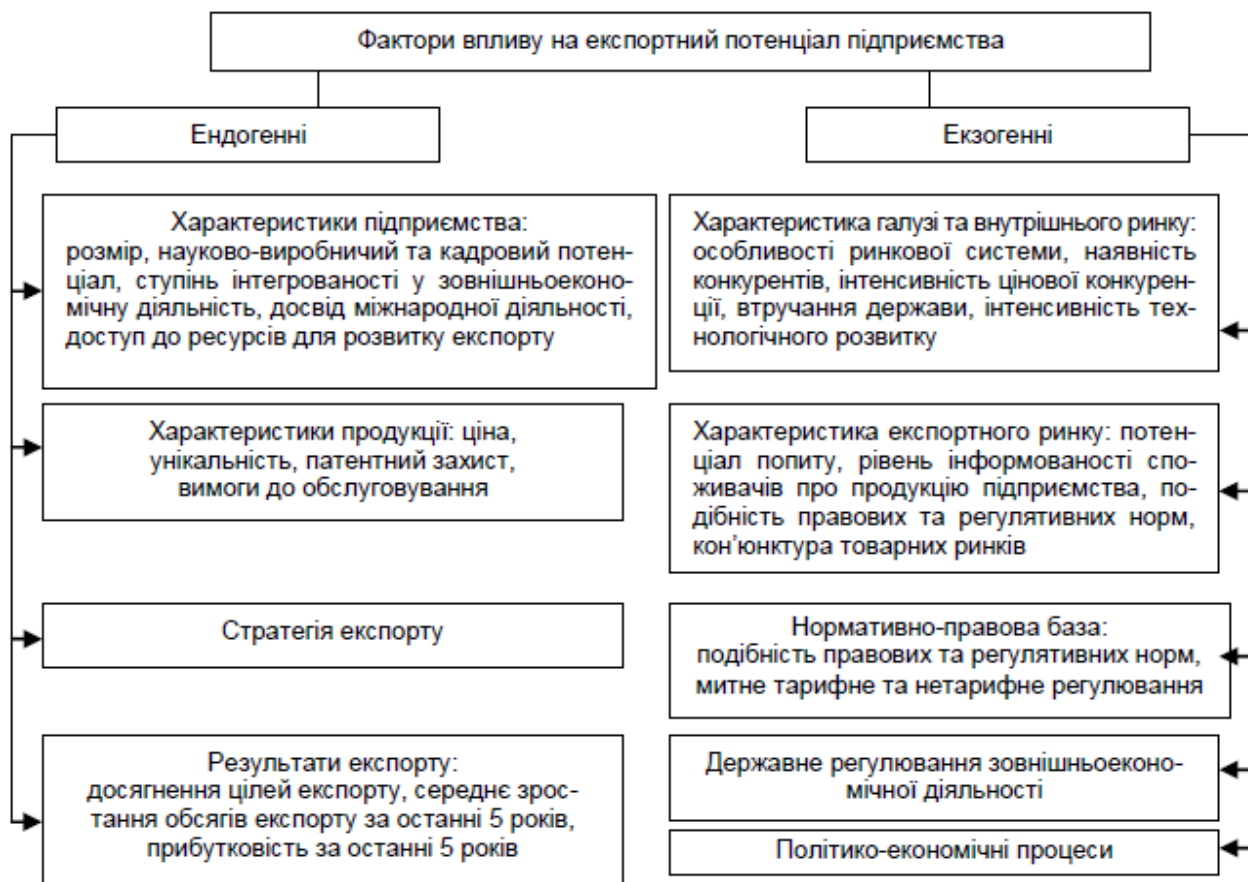 Фактори впливу на експортний потенціал підприємства
Ендогенні
Екзогенні
Характеристики підприємства:
розмір, науково-виробничий та кадровий потен-
ціал, ступінь інтегрованості у зовнішньоеконо-
мічну діяльність, досвід міжнародної діяльності,
доступ до ресурсів для розвитку експорту
Характеристика галузі та внутрішнього ринку:
особливості ринкової системи, наявність
конкурентів, інтенсивність цінової конкурен-
ції, втручання держави, інтенсивність тех-
нологічного розвитку
Характеристики продукції: ціна,
унікальність, патентний захист,
вимоги до обслуговування
Характеристика експортного ринку: потен-
ціал попиту, рівень інформованості спо-
живачів про продукцію підприємства, по-
дібність правових та регулятивних норм,
кон’юнктура товарних ринків
Стратегія експорту
Нормативно-правова база:
подібність правових та регулятивних норм,
митне тарифне та нетарифне регулювання
Результати експорту:
досягнення цілей експорту, середнє зрос-
тання обсягів експорту за останні 5 років,
прибутковість за останні 5 років
Державне регулювання зовнішньоеконо-
мічної діяльності
Політико-економічні процеси